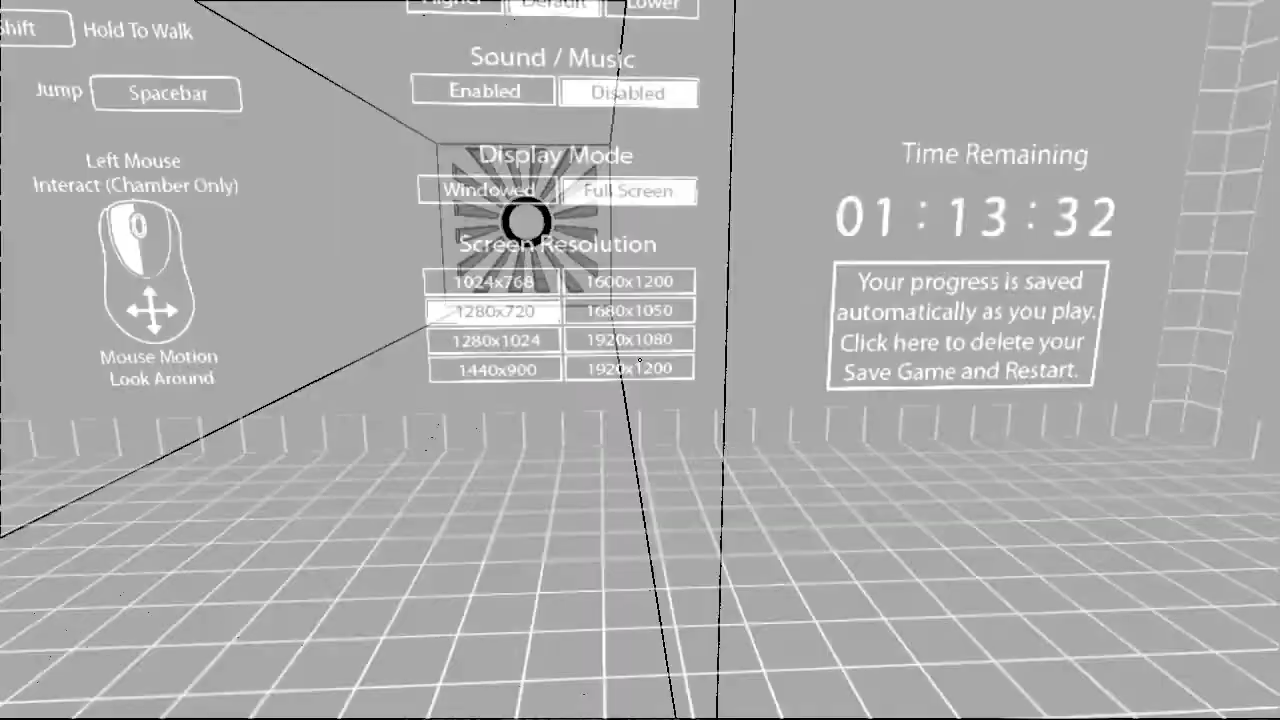 Shift
Hold To Walk
Jump
Spacebar
Left Mouse
Interact (Chamber Only)
Mouse Motion
Look Around
Higher
Default
Lower
Sound / Music
Enabled
Disabled
Display Mode
Windowed
Full Screen
Screen Resolution
1024x768
1600x1200
1280x720
1680x1050
1280x1024
1920x1080
1440x900
1920x1200
Time Remaining
01 : 13 : 32
Your progress is saved
automatically as you play.
Click here to delete your
Save Game and Restart.